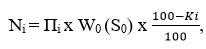 Nᵢ = Πᵢ x W₀ (S₀) x (100-Ki)/100,